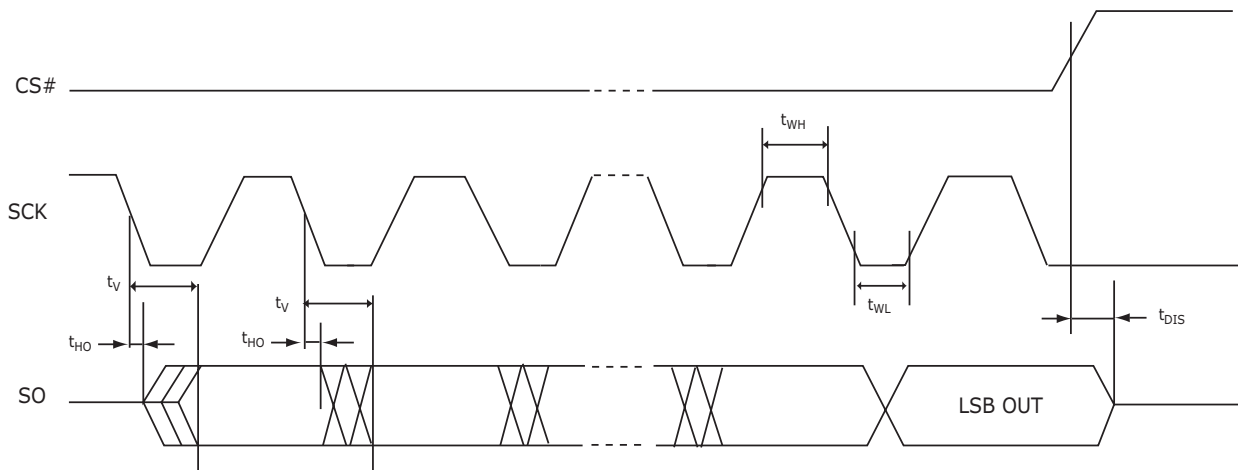 CS#
tWH
SCK
tV
tV
tWL
tHO
tHO
tDIS
SO
LSB OUT